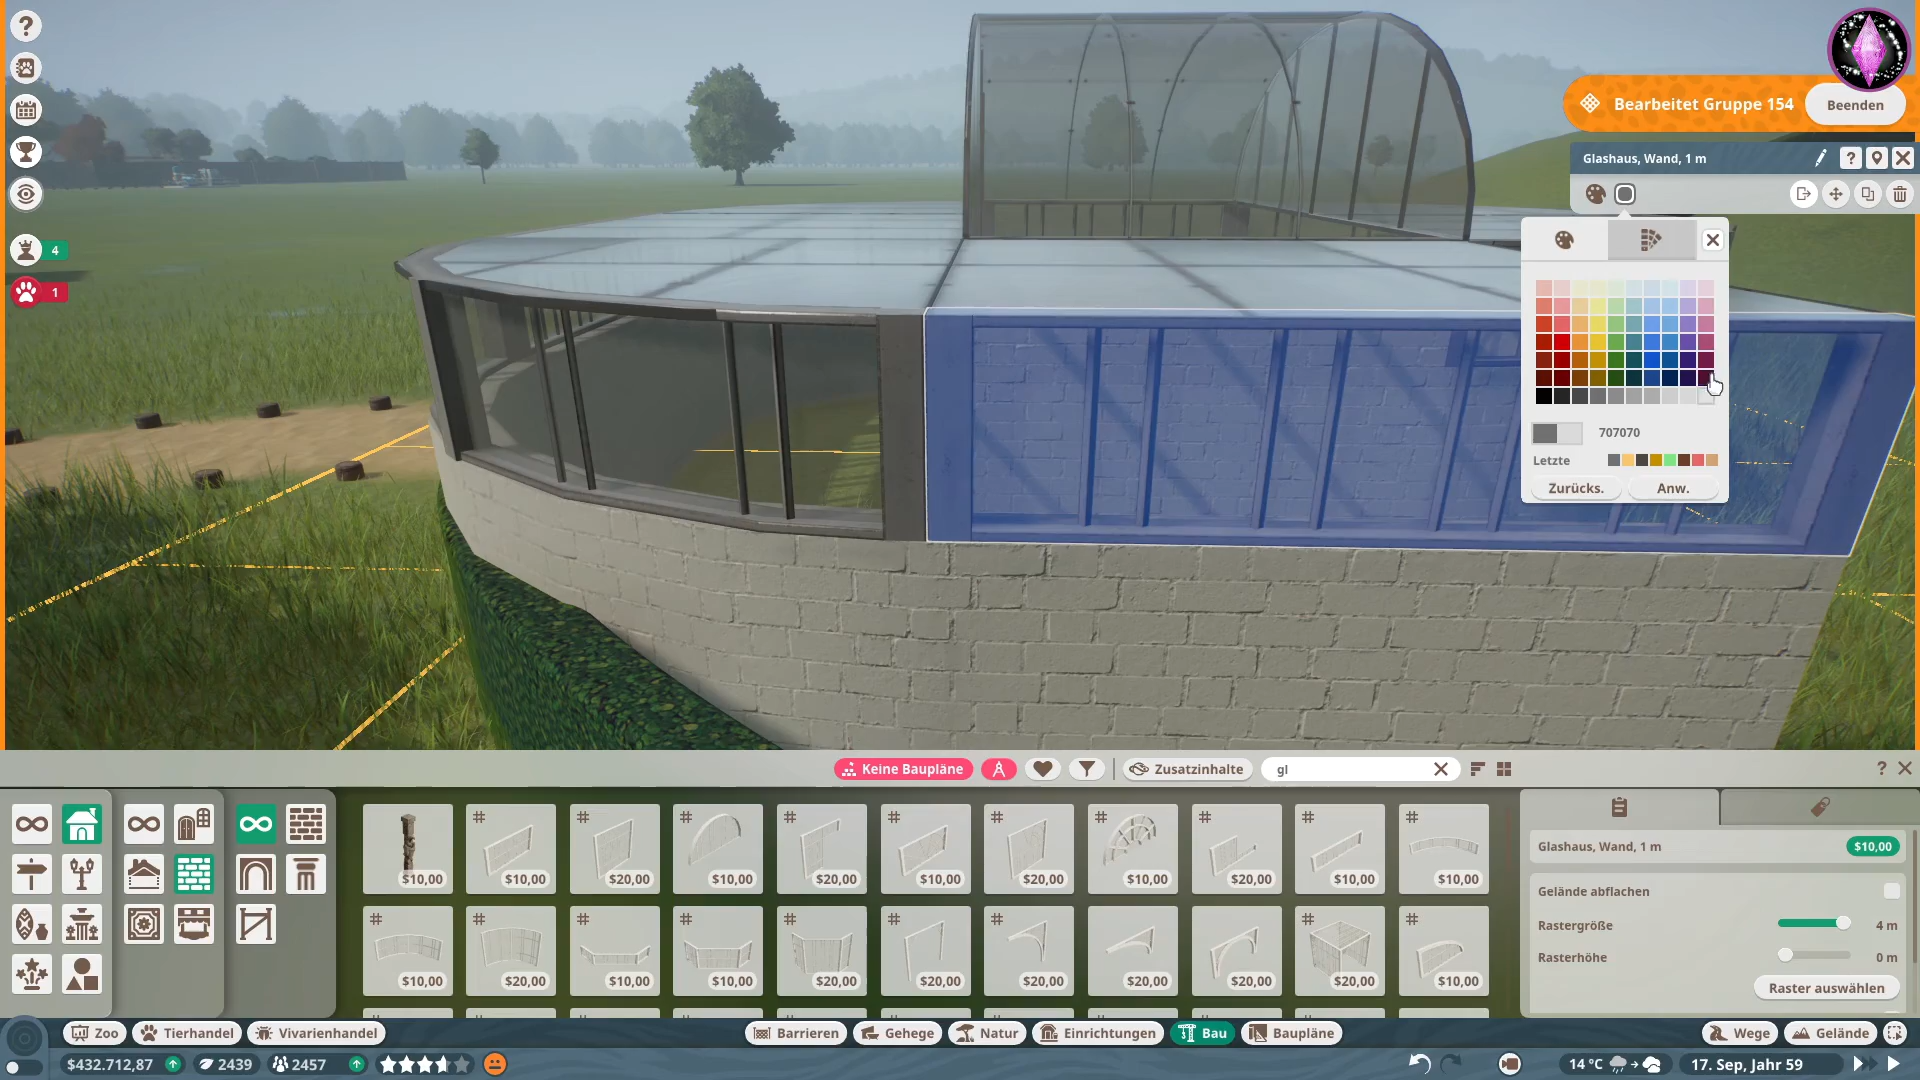 ?
Bearbeitet Gruppe 154
Beenden
Glashaus, Wand, 1 m
?
4
1
707070
Letzte
Zurücks.
Anw.
Keine Baupläne
Zusatzinhalte
gl
?
$10,00
$10,00
$20,00
$10,00
$20,00
$10,00
$20,00
$10,00
$20,00
$10,00
$10,00
$10,00
$20,00
$10,00
$10,00
$20,00
$20,00
$20,00
$20,00
$20,00
$20,00
$10,00
Glashaus, Wand, 1 m
$10,00
Gelände abflachen
Rastergröße
4 m
Rasterhöhe
0 m
Raster auswählen
Zoo
Tierhandel
Vivarienhandel
Barrieren
Gehege
Natur
Einrichtungen
Bau
Baupläne
Wege
Gelände
$432.712,87
2439
2457
14 °C
17. Sep, Jahr 59